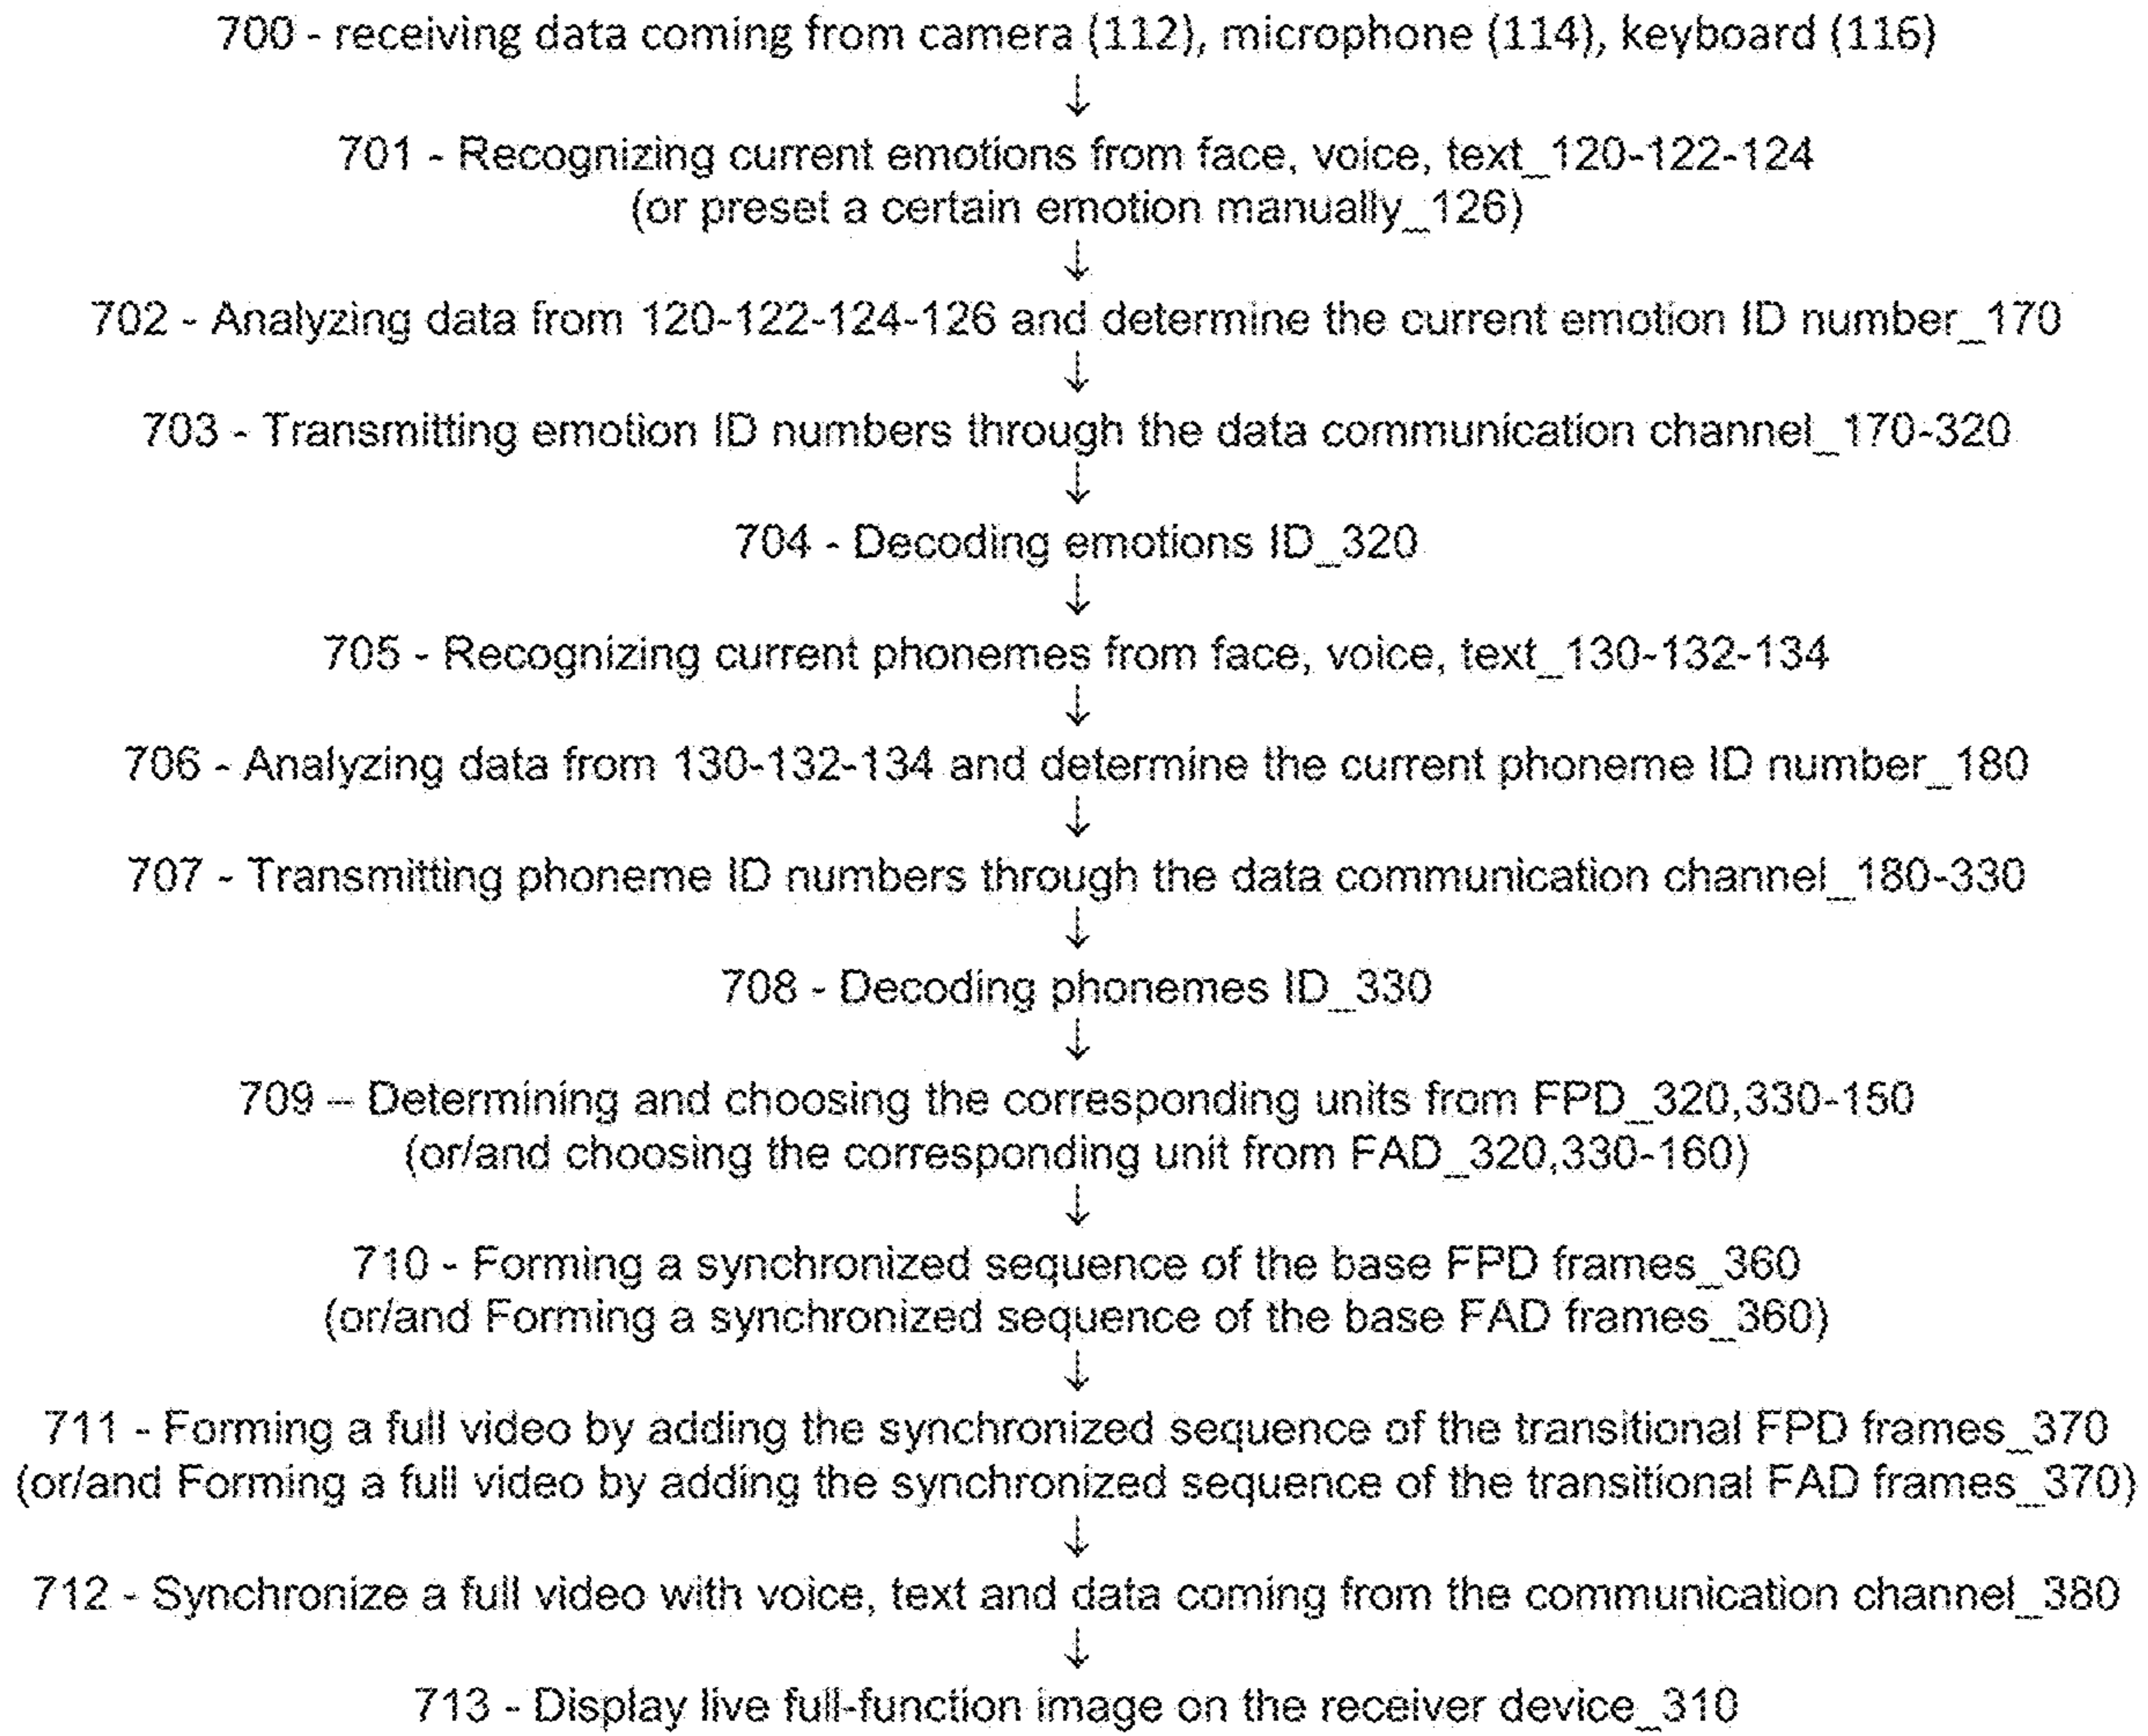 700 - receiving data coming from camera (112), microphone (114), keyboard (116)
↓
701 - Recognizing current emotions from face, voice, text_120-122-124
(or preset a certain emotion manually_126)
↓
702 - Analyzing data from 120-122-124-126 and determine the current emotion ID number_170
↓
703 - Transmitting emotion ID numbers through the data communication channel_170-320
↓
704 - Decoding emotions ID_320
↓
705 - Recognizing current phonemes from face, voice, text_130-132-134
↓
706 - Analyzing data from 130-132-134 and determine the current phoneme ID number_180
↓
707 - Transmitting phoneme ID numbers through the data communication channel_180-330
↓
708 - Decoding phonemes ID_330
↓
709 – Determining and choosing the corresponding units from FPD_320,330-150
(or/and choosing the corresponding unit from FAD_320,330-160)
↓
710 - Forming a synchronized sequence of the base FPD frames_360
(or/and Forming a synchronized sequence of the base FAD frames_360)
↓
711 - Forming a full video by adding the synchronized sequence of the transitional FPD frames_370
(or/and Forming a full video by adding the synchronized sequence of the transitional FAD frames_370)
↓
712 - Synchronize a full video with voice, text and data coming from the communication channel_380
↓
713 - Display live full-function image on the receiver device_310